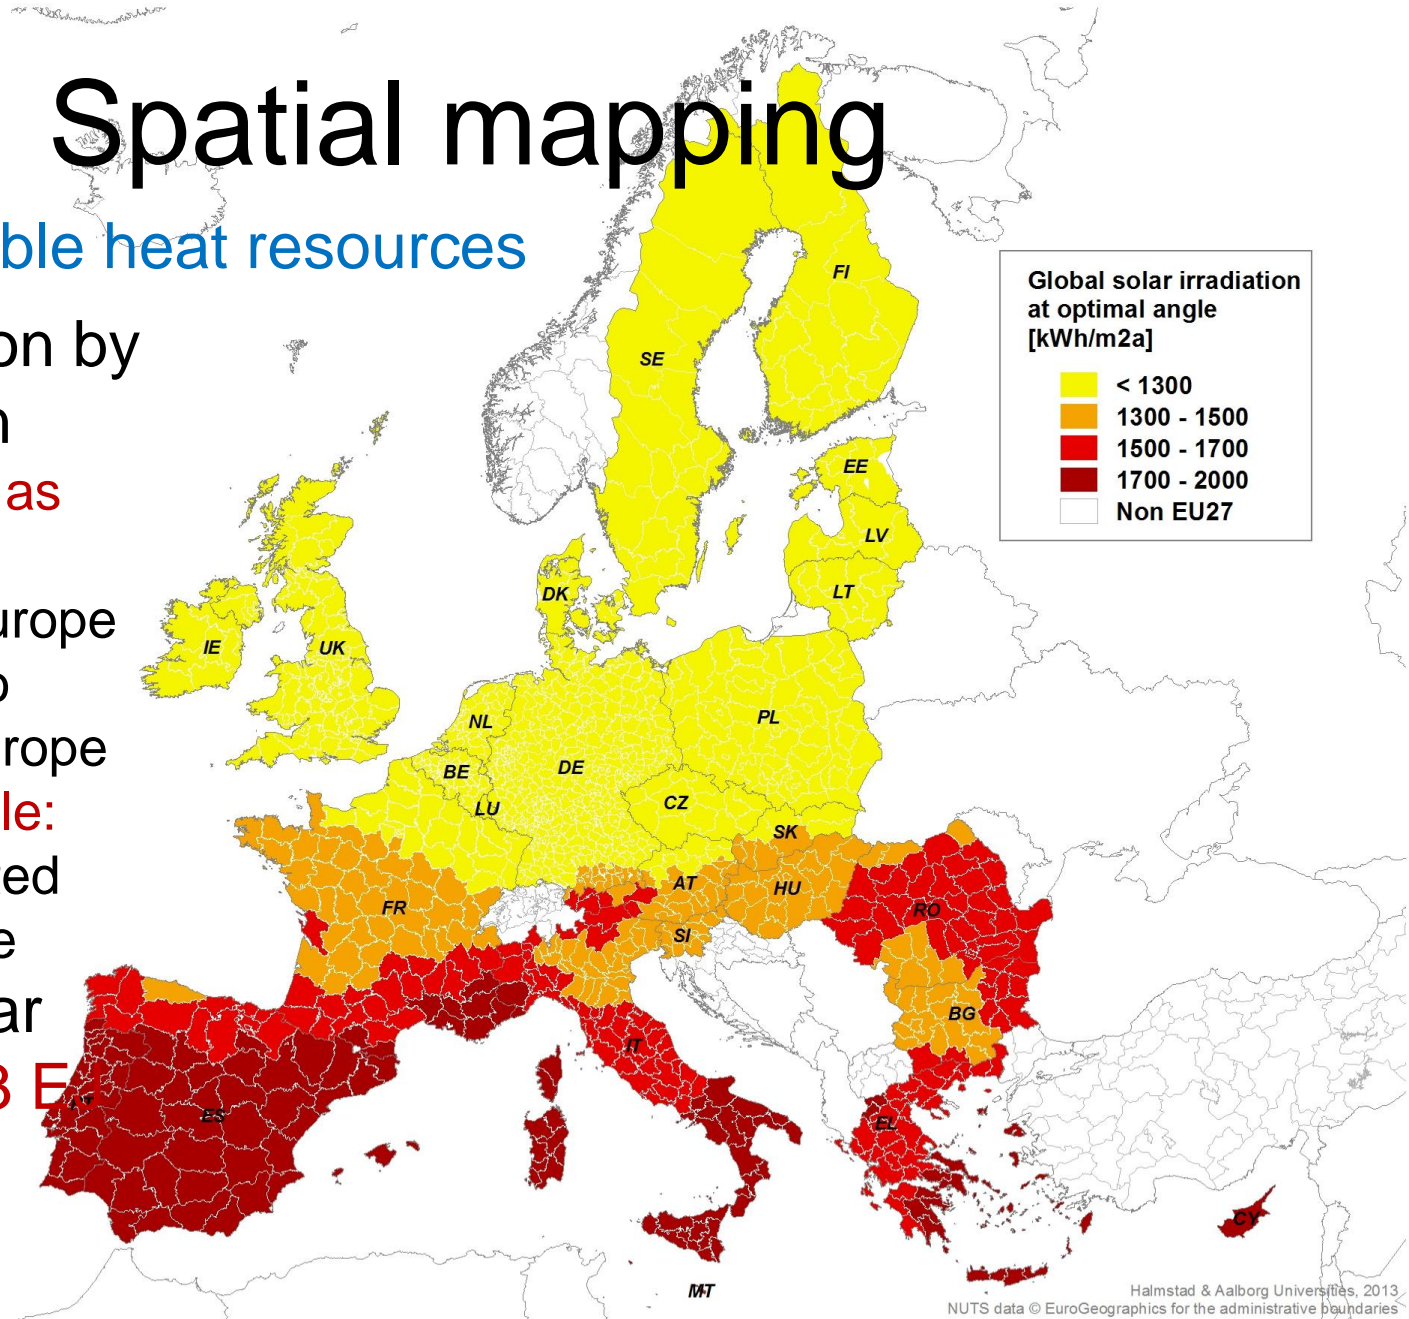 Spatial mapping
ble heat resources
on by
n
as
urope
o
rope
le:
ed
e
ar
3 EJ
Global solar irradiation
at optimal angle
[kWh/m2a]
< 1300
1300 - 1500
1500 - 1700
1700 - 2000
Non EU27
FI
SE
EE
LV
LT
DK
IE
UK
NL
PL
BE
DE
LU
CZ
SK
AT
HU
FR
RO
SI
BG
IT
PT
ES
EL
CY
MT
Halmstad & Aalborg Universities, 2013
NUTS data © EuroGeographics for the administrative boundaries